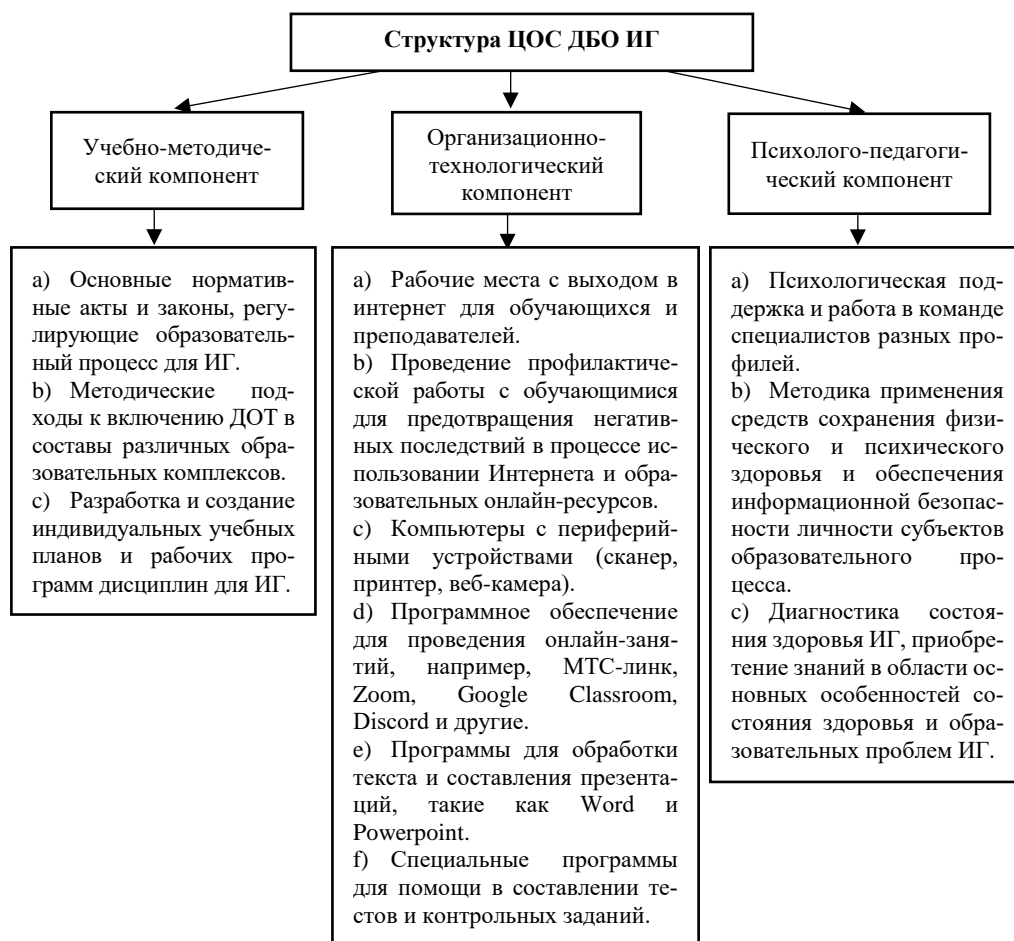 Структура ЦОС ДБО ИГ
Учебно-методиче-
ский компонент
Организационно-
технологический
компонент
Психолого-педагоги-
ческий компонент
a) Основные норматив-
ные акты и законы, регу-
лирующие образователь-
ный процесс для ИГ.
b) Методические под-
ходы к включению ДОТ в
составы различных обра-
зовательных комплексов.
c) Разработка и создание
индивидуальных учебных
планов и рабочих про-
грамм дисциплин для ИГ.
a) Рабочие места с выходом в
интернет для обучающихся и
преподавателей.
b) Проведение профилактиче-
ской работы с обучающимися
для предотвращения негатив-
ных последствий в процессе ис-
пользовании Интернета и обра-
зовательных онлайн-ресурсов.
c) Компьютеры с периферий-
ными устройствами (сканер,
принтер, веб-камера).
d) Программное обеспечение
для проведения онлайн-заня-
тий, например, МТС-линк,
Zoom, Google Classroom,
Discord и другие.
e) Программы для обработки
текста и составления презента-
ций, такие как Word и
Powerpoint.
f) Специальные программы
для помощи в составлении те-
стов и контрольных заданий.
a) Психологическая под-
держка и работа в команде
специалистов разных про-
филей.
b) Методика применения
средств сохранения физи-
ческого и психического
здоровья и обеспечения
информационной безопас-
ности личности субъектов
образовательного про-
цесса.
c) Диагностика состоя-
ния здоровья ИГ, приобре-
тение знаний в области ос-
новных особенностей со-
стояния здоровья и обра-
зовательных проблем ИГ.